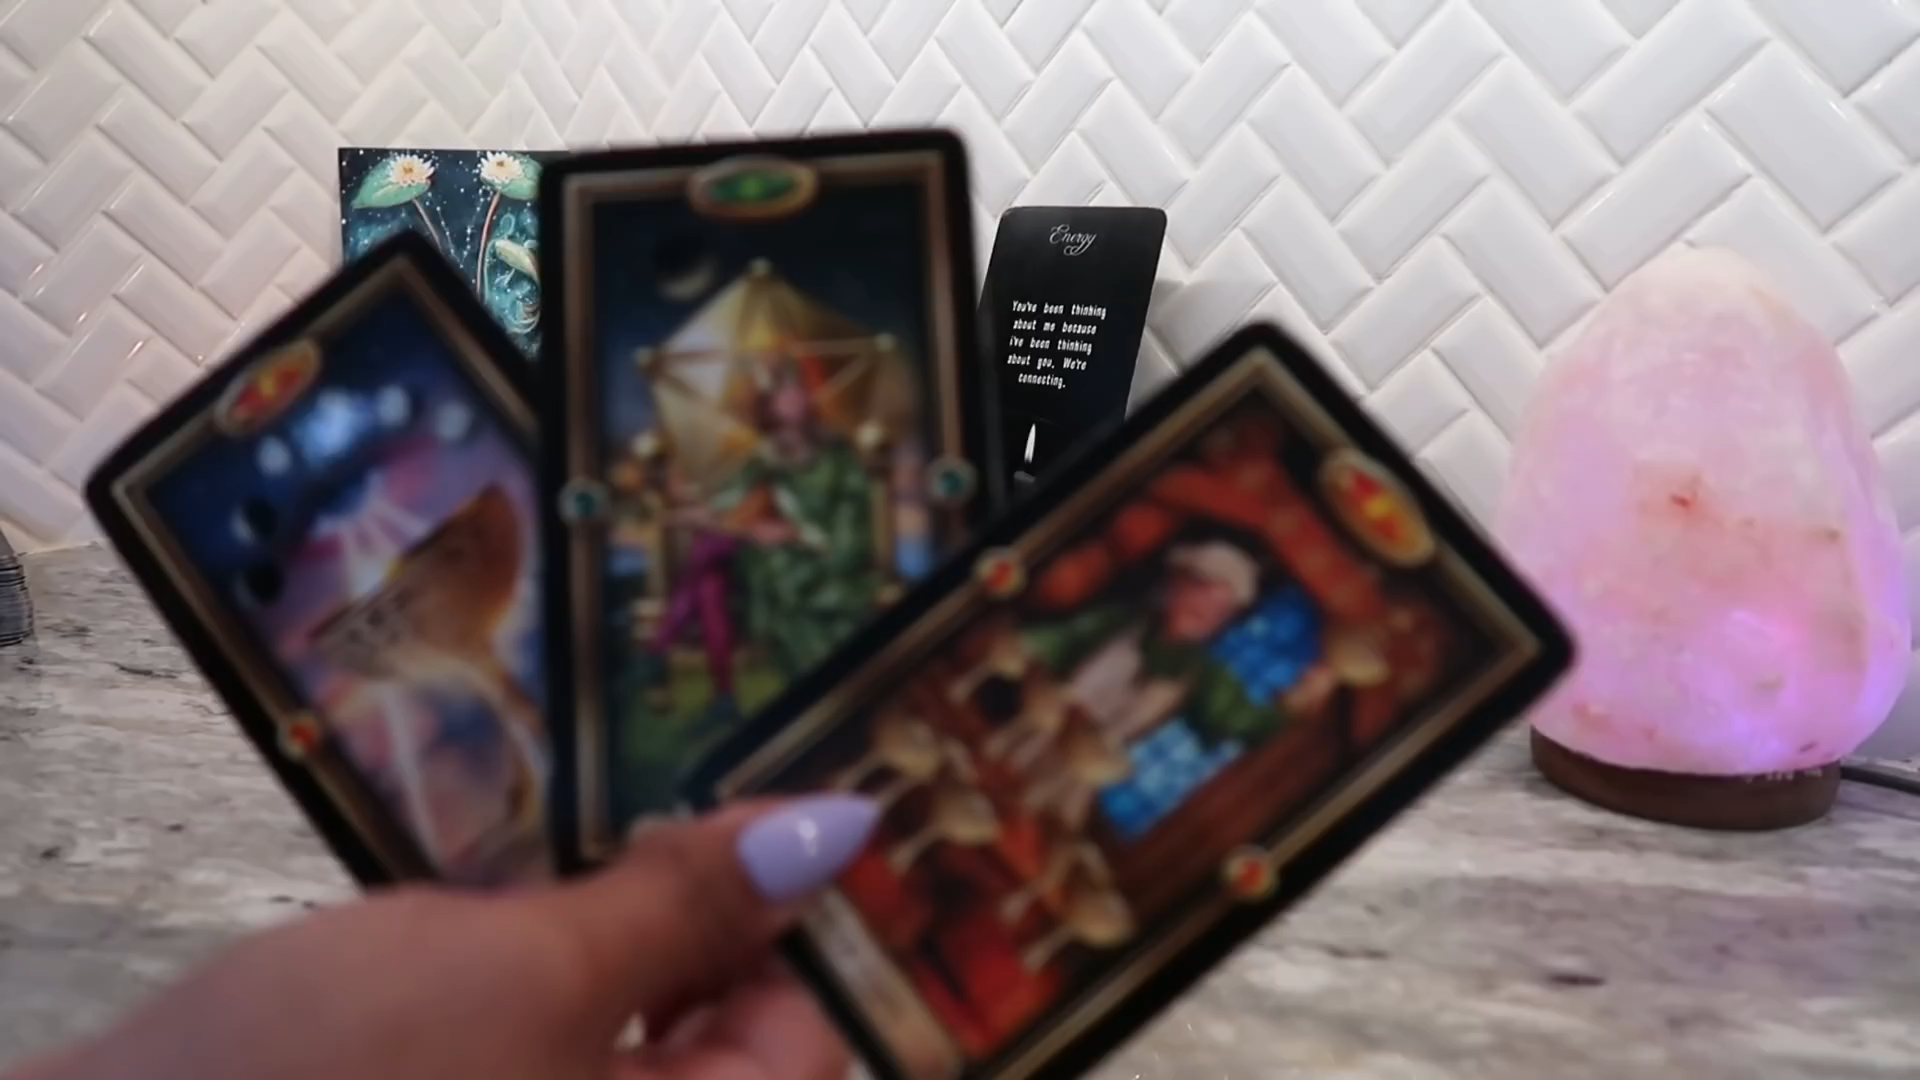 Energy
You've been thinking
about me because
i've been thinking
about you. We're
connecting.